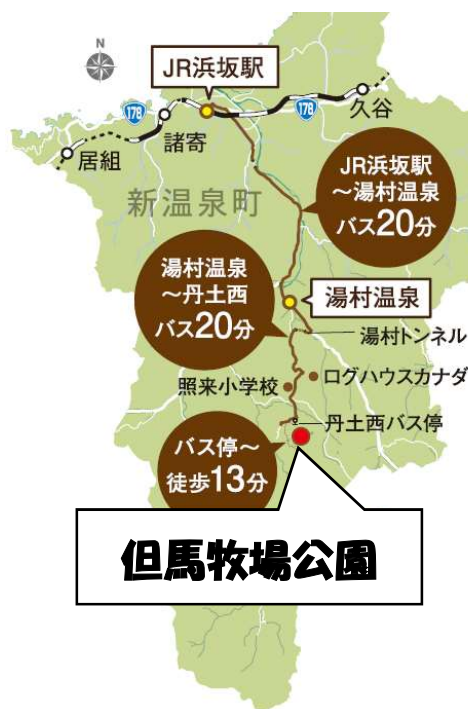 N
JR浜坂駅
178
178
久谷
諸寄
居組
JR浜坂駅
～湯村温泉
バス20分
新温泉町
湯村温泉
～丹土西
バス20分
湯村温泉
湯村トンネル
ログハウスカナダ
照来小学校
丹土西バス停
バス停～
徒歩13分
但馬牧場公園